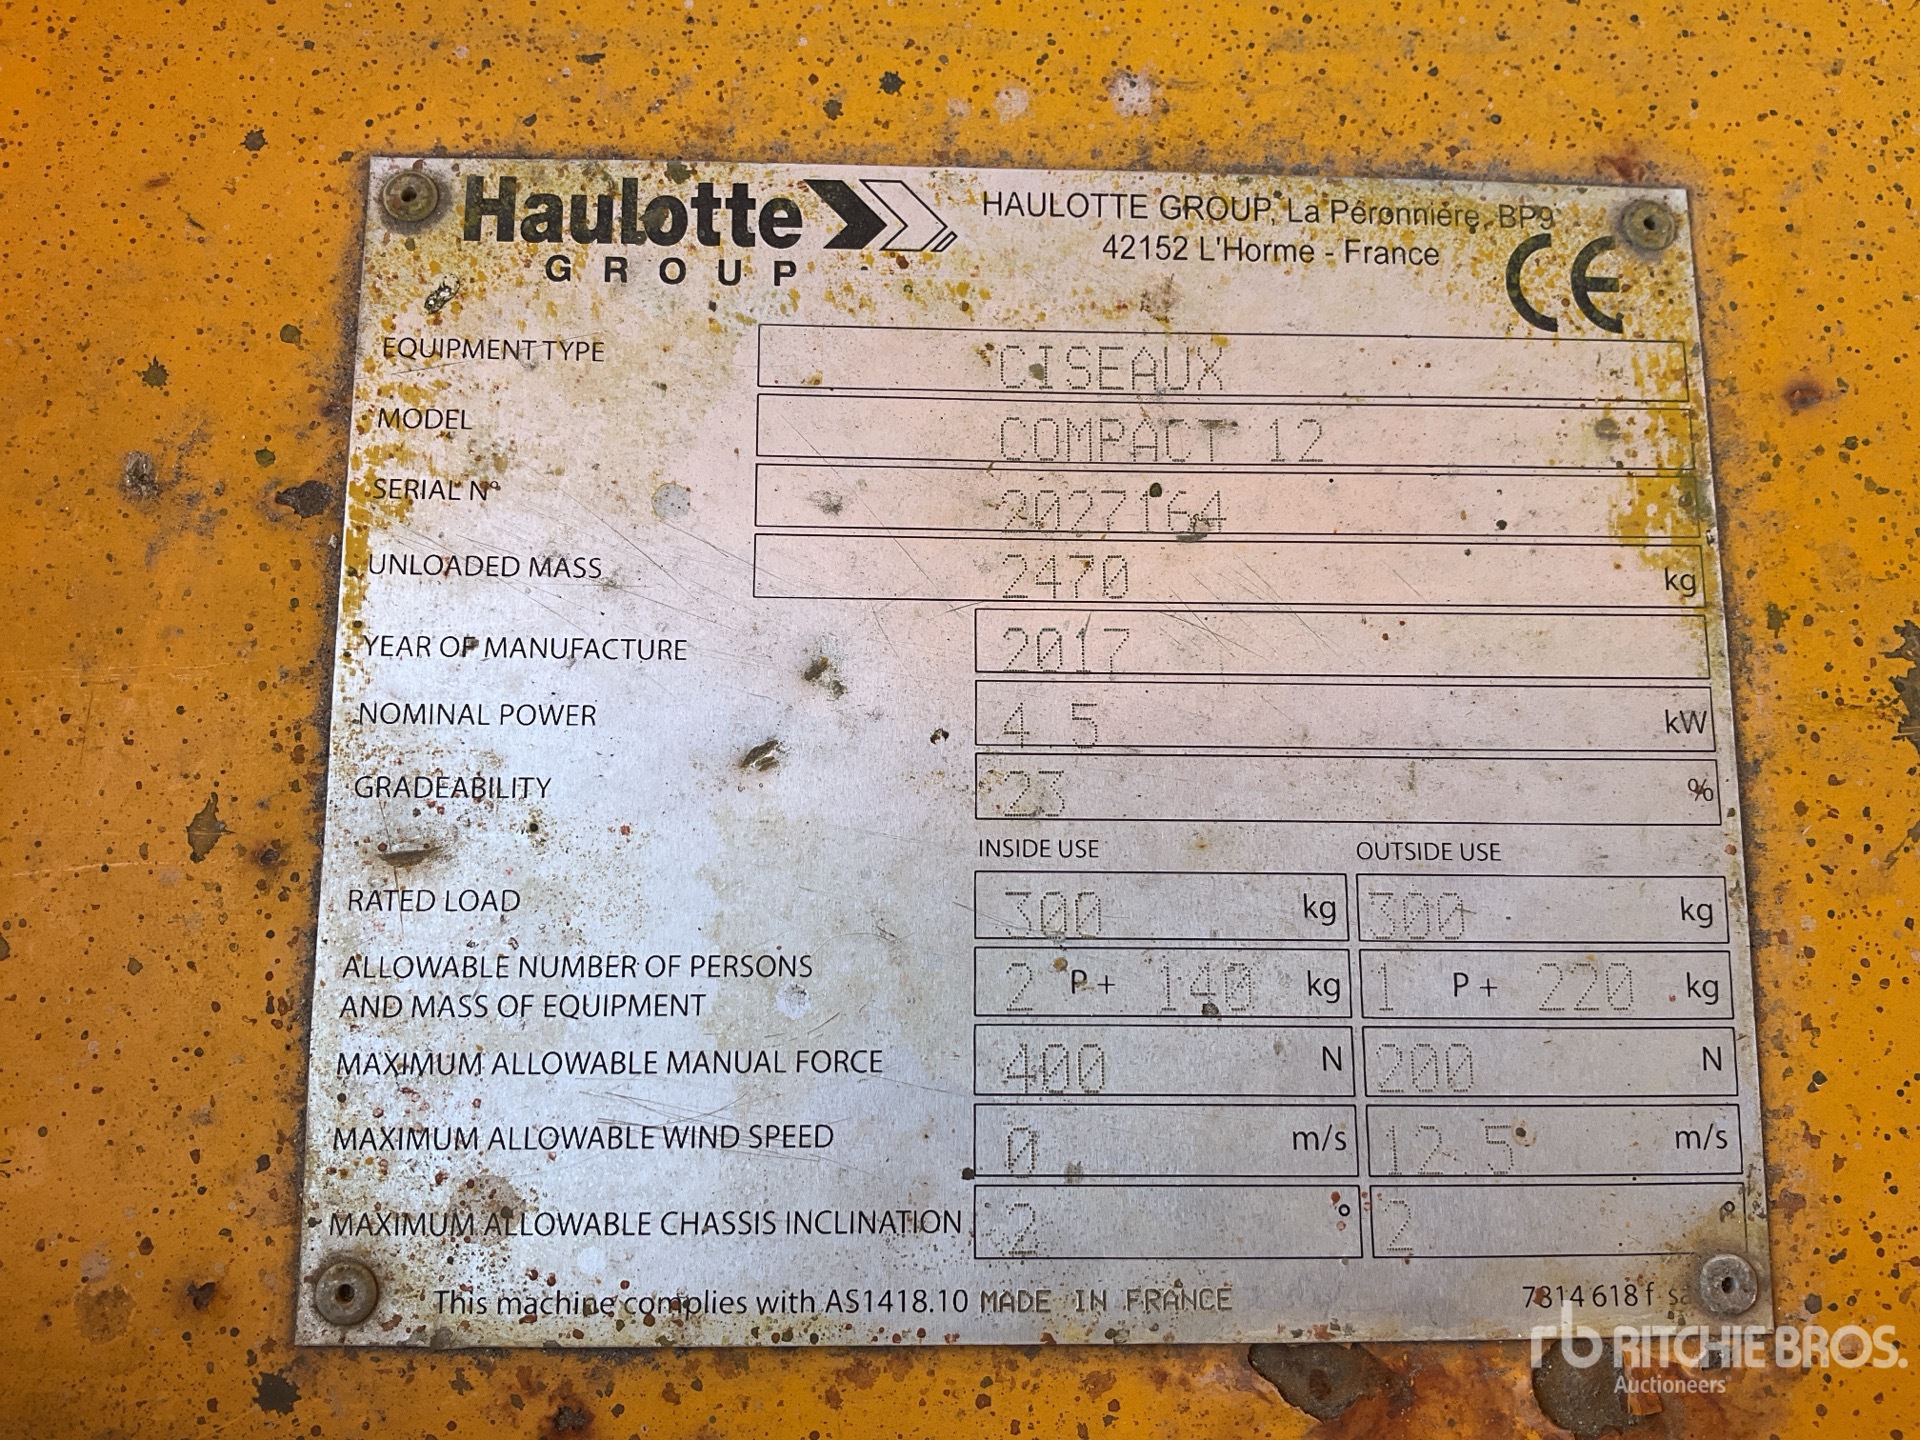 Haulotte
GROUP
HAULOTTE GROUP, La Péronnière, BP9
42152 L'Horme - France
CE
EQUIPMENT TYPE CISEAUX
MODEL COMPACT 12
SERIAL N° 2027164
UNLOADED MASS 2470 kg
YEAR OF MANUFACTURE 2017
NOMINAL POWER 4 5 kW
GRADEABILITY 23 %
INSIDE USE OUTSIDE USE
RATED LOAD 300 kg 300 kg
ALLOWABLE NUMBER OF PERSONS
AND MASS OF EQUIPMENT 2 P + 140 kg 1 P + 220 kg
MAXIMUM ALLOWABLE MANUAL FORCE 400 N 200 N
MAXIMUM ALLOWABLE WIND SPEED 0 m/s 12.5 m/s
MAXIMUM ALLOWABLE CHASSIS INCLINATION 2 ° 2 °
This machine complies with AS1418.10 MADE IN FRANCE 7814 618 f
rb RITCHIE BROS.
Auctioneers